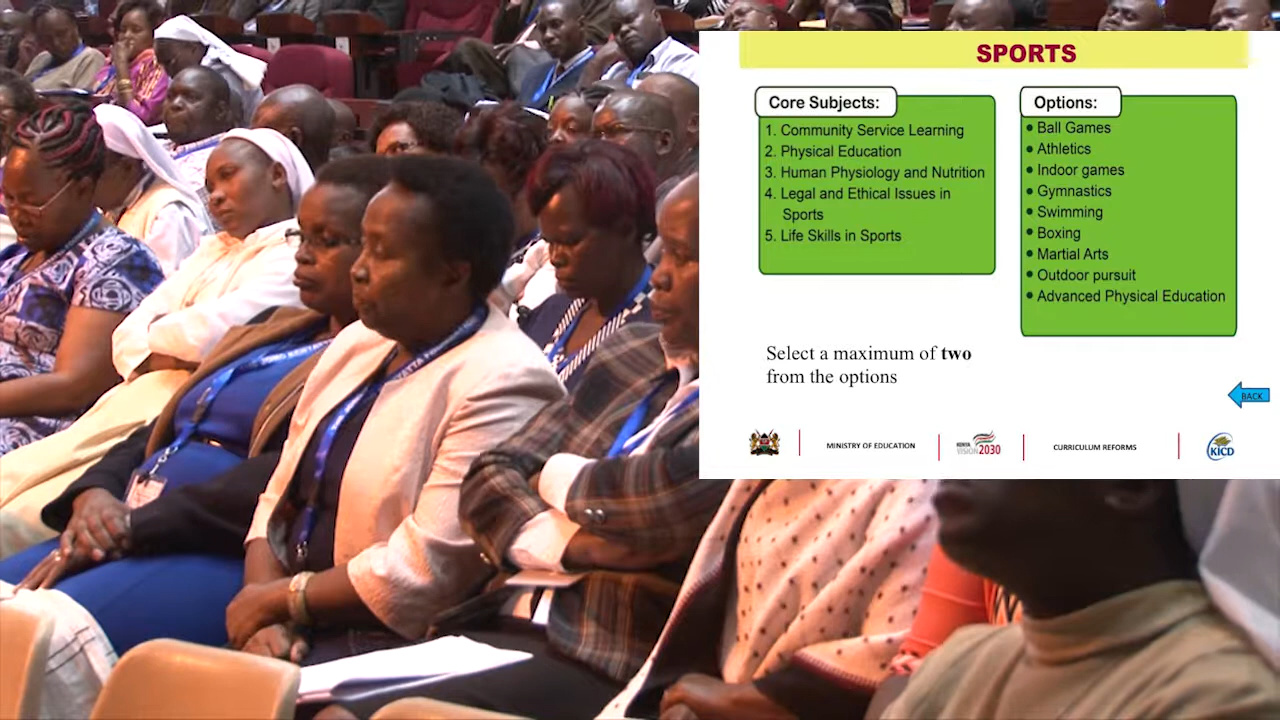 SPORTS
Core Subjects:
1. Community Service Learning
2. Physical Education
3. Human Physiology and Nutrition
4. Legal and Ethical Issues in
Sports
5. Life Skills in Sports
Options:
• Ball Games
• Athletics
• Indoor games
• Gymnastics
• Swimming
• Boxing
• Martial Arts
• Outdoor pursuit
• Advanced Physical Education
Select a maximum of two
from the options
BACK
MINISTRY OF EDUCATION
KENYA
VISION 2030
CURRICULUM REFORMS
KICD